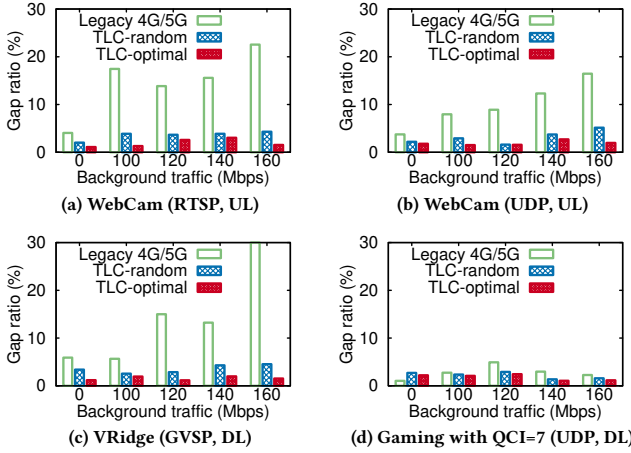 Gap ratio (%)
30
20
10
0
Legacy 4G/5G
TLC-random
TLC-optimal
0 100 120 140 160
Background traffic (Mbps)
(a) WebCam (RTSP, UL)
Gap ratio (%)
30
20
10
0
Legacy 4G/5G
TLC-random
TLC-optimal
0 100 120 140 160
Background traffic (Mbps)
(b) WebCam (UDP, UL)
Gap ratio (%)
30
20
10
0
Legacy 4G/5G
TLC-random
TLC-optimal
0 100 120 140 160
Background traffic (Mbps)
(c) VRidge (GVSP, DL)
Gap ratio (%)
30
20
10
0
Legacy 4G/5G
TLC-random
TLC-optimal
0 100 120 140 160
Background traffic (Mbps)
(d) Gaming with QCI=7 (UDP, DL)